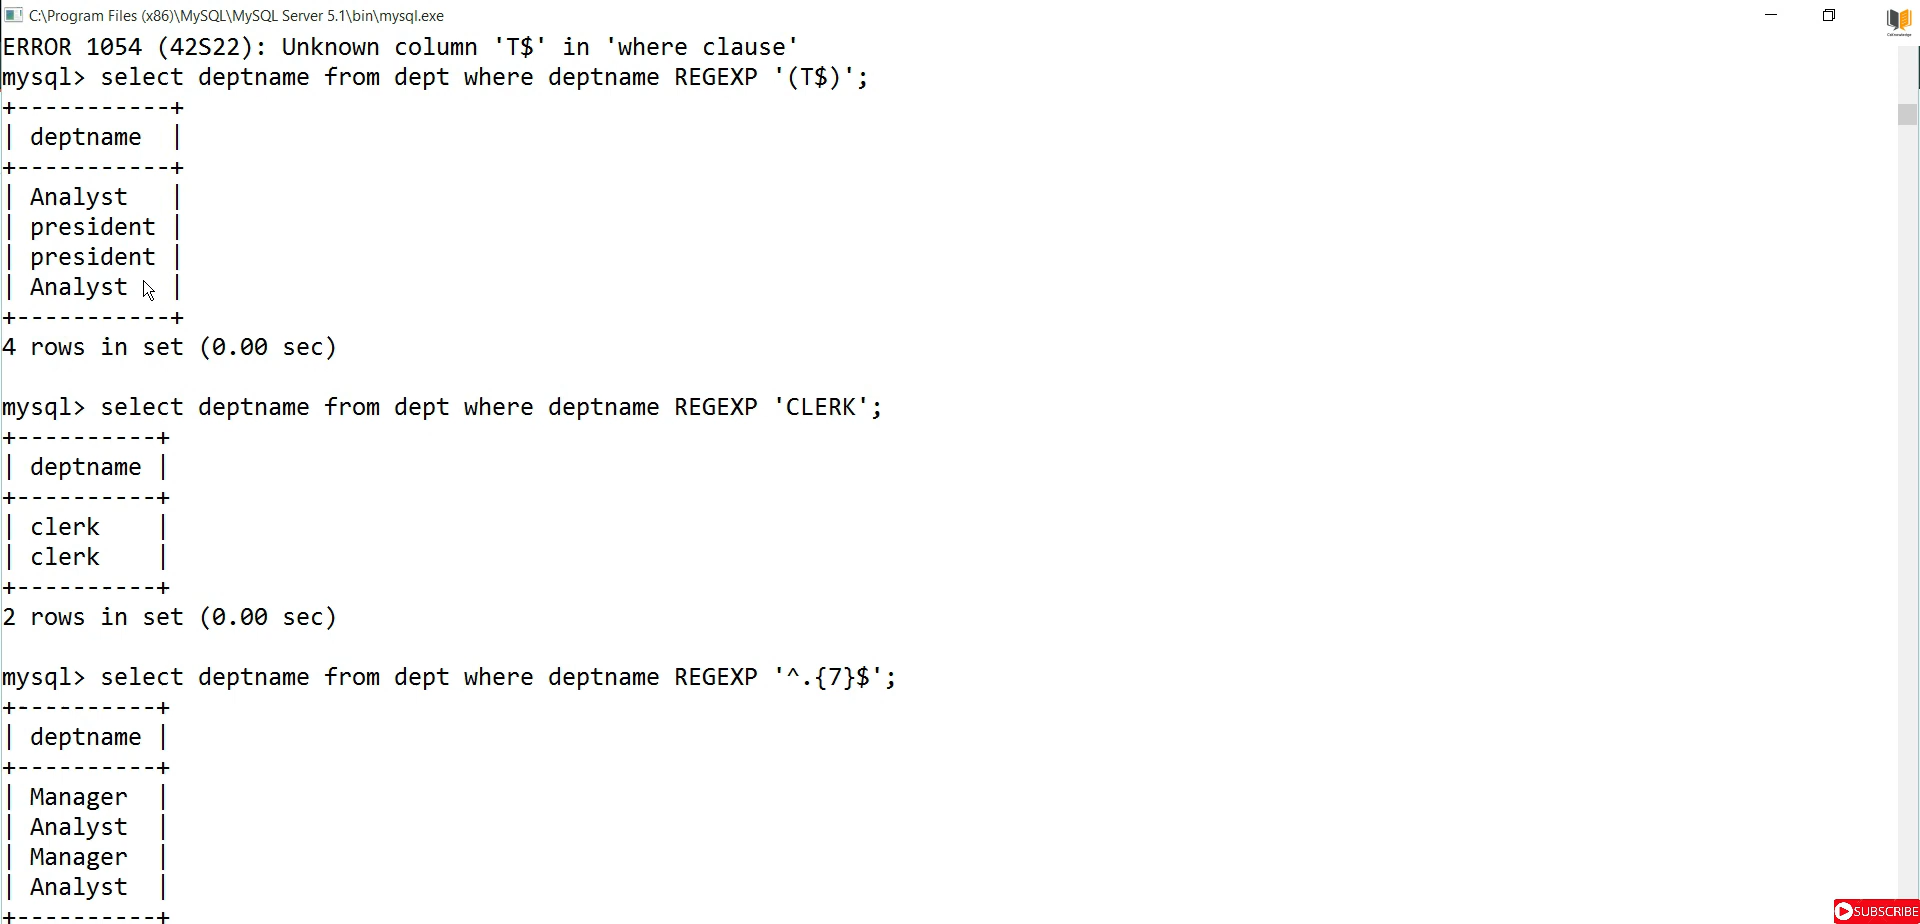 C:\Program Files (x86)\MySQL\MySQL Server 5.1\bin\mysql.exe
ERROR 1054 (42S22): Unknown column 'T$' in 'where clause'
mysql> select deptname from dept where deptname REGEXP '(T$)';
+-----------+
| deptname  |
+-----------+
| Analyst   |
| president |
| president |
| Analyst   |
+-----------+
4 rows in set (0.00 sec)
mysql> select deptname from dept where deptname REGEXP 'CLERK';
+----------+
| deptname |
+----------+
| clerk    |
| clerk    |
+----------+
2 rows in set (0.00 sec)
mysql> select deptname from dept where deptname REGEXP '^.{7}$';
+----------+
| deptname |
+----------+
| Manager  |
| Analyst  |
| Manager  |
| Analyst  |
+----------+
SUBSCRIBE